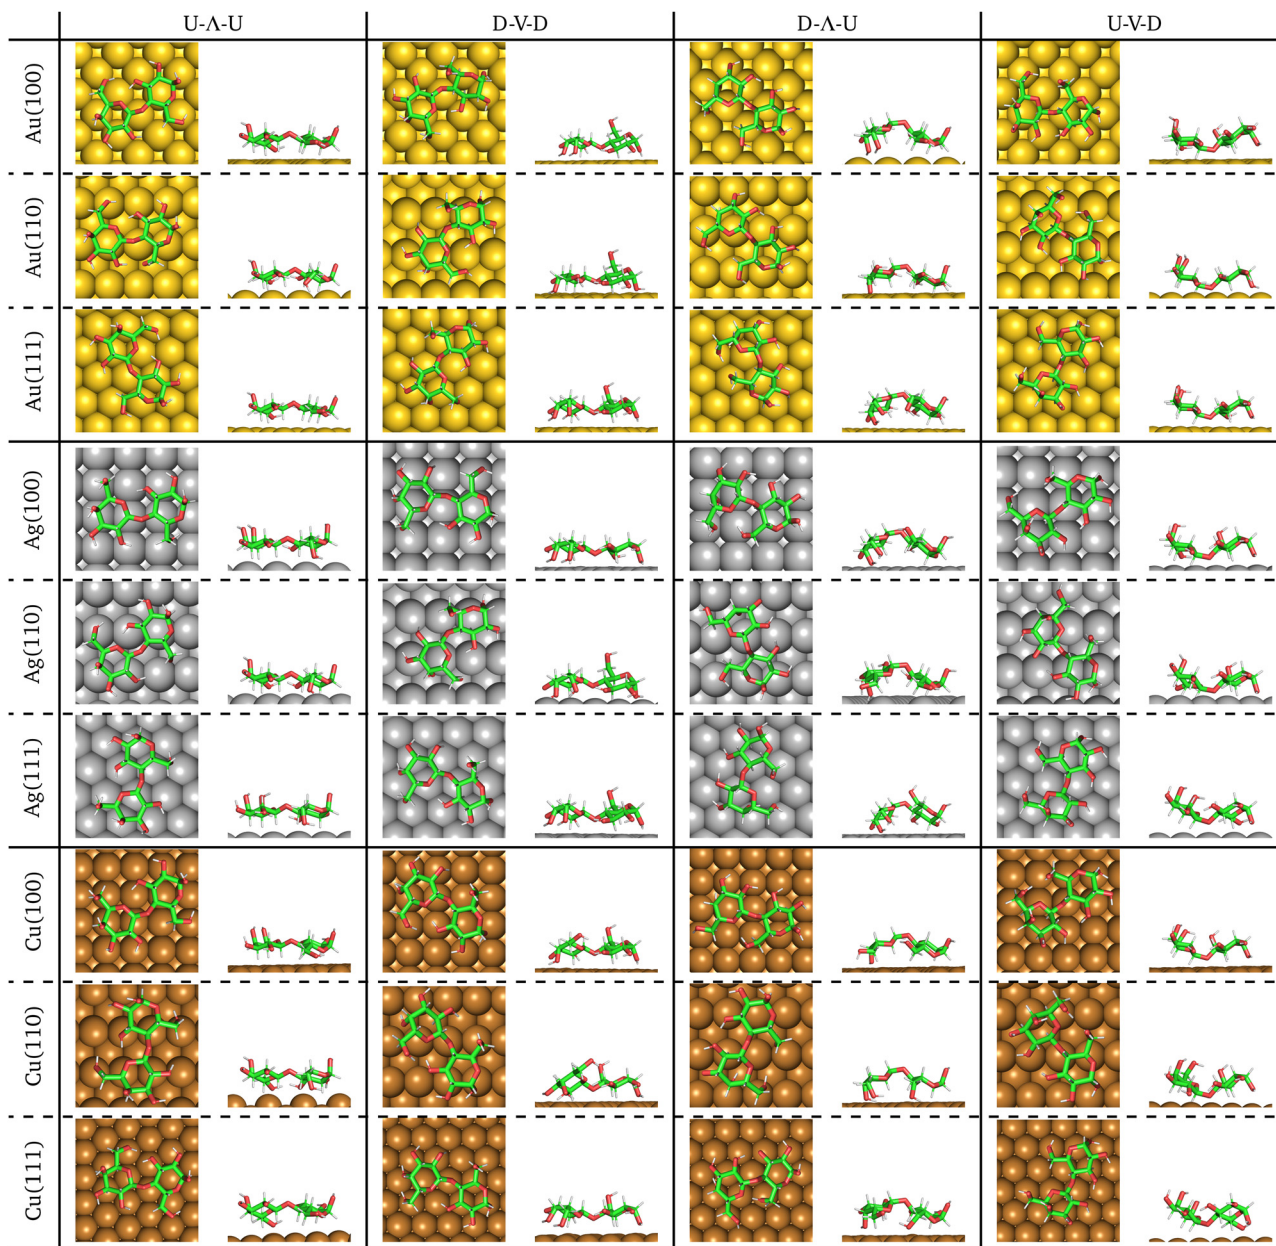 U-Λ-U D-V-D D-Λ-U U-V-D
Au(100)
Au(110)
Au(111)
Ag(100)
Ag(110)
Ag(111)
Cu(100)
Cu(110)
Cu(111)